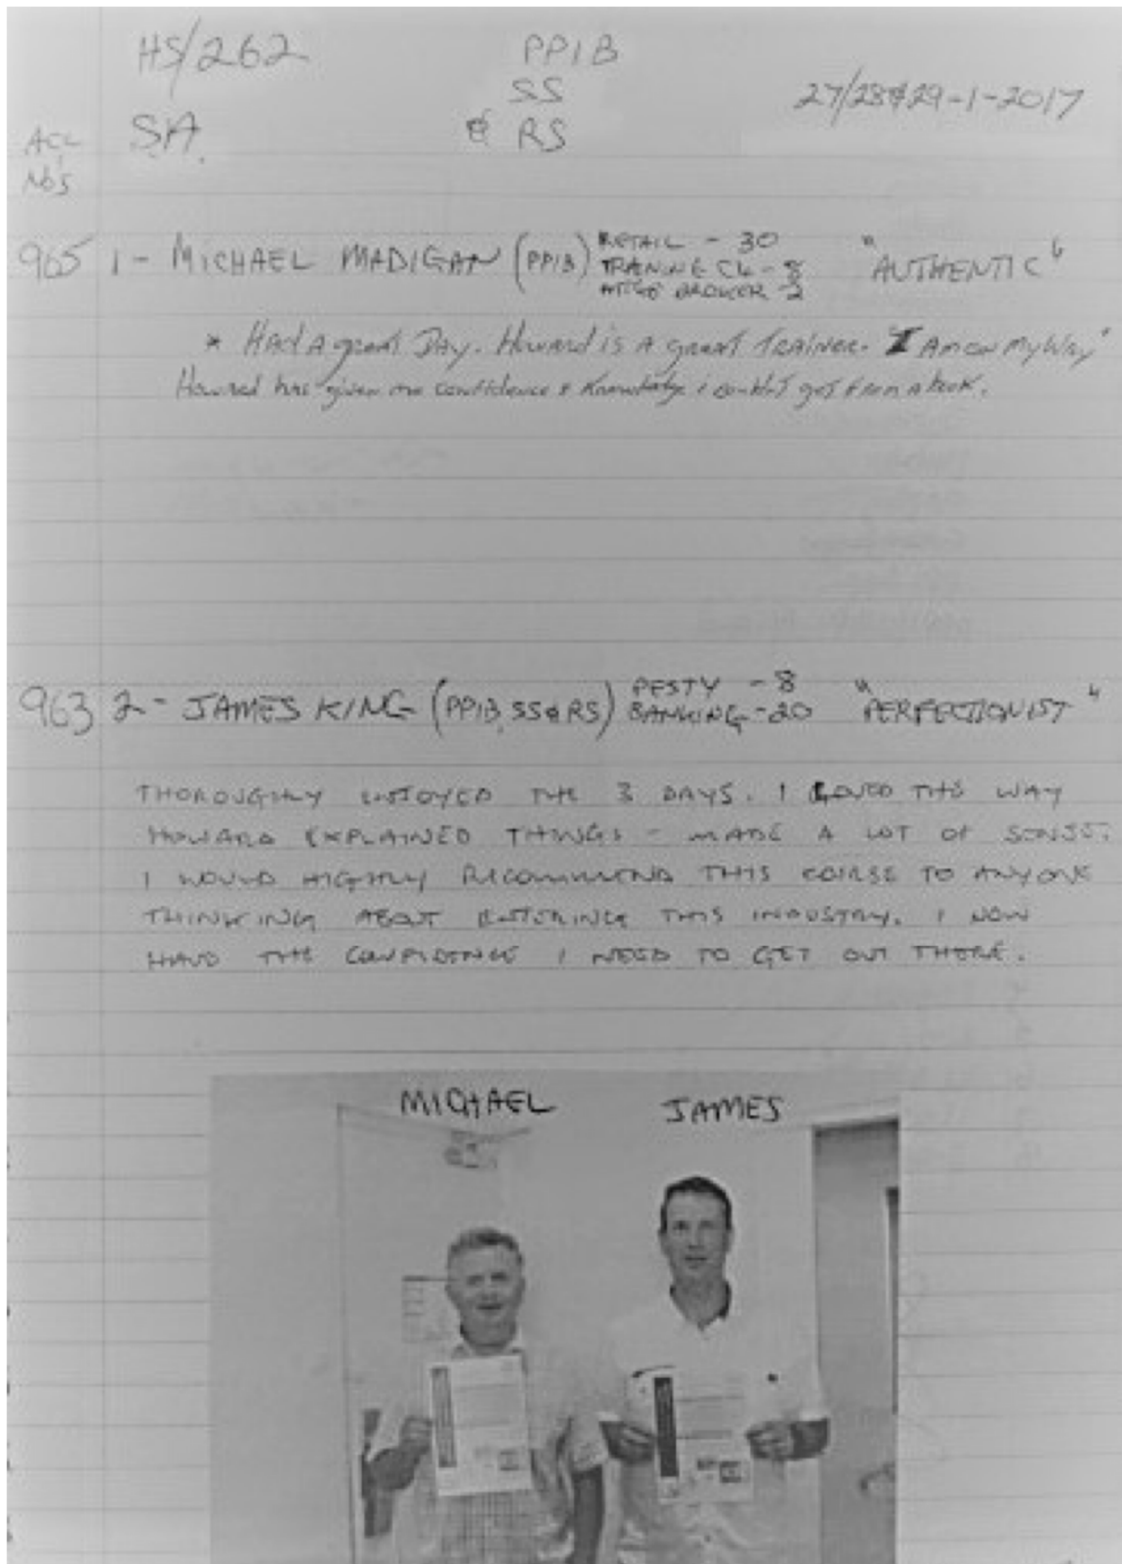 HS/262 PPIB
SS 27/28&29-1-2017
ACC S.A. & RS
NOS
965 1- MICHAEL MADIGAN (PPIB) RETAIL - 30 "AUTHENTIC"
TRANING CL - 8
MTGE BROKER - 2
* Had A great Day. Howard is A great TRAINER. "I Am on My Way"
Howard has given me confidence & Knowledge i couldn't get from a book.
963 2- JAMES KING (PPIB, SS & RS) PESTY - 8 "PERFECTIONIST"
BANKING - 20
THOROUGHLY ENJOYED THE 3 DAYS. I LOVED THE WAY
HOWARD EXPLAINED THINGS - MADE A LOT OF SENSE.
I WOULD HIGHLY RECOMMEND THIS COURSE TO ANYONE
THINKING ABOUT ENTERING THIS INDUSTRY. I NOW
HAVE THE CONFIDENCE I NEED TO GET OUT THERE.
MICHAEL JAMES